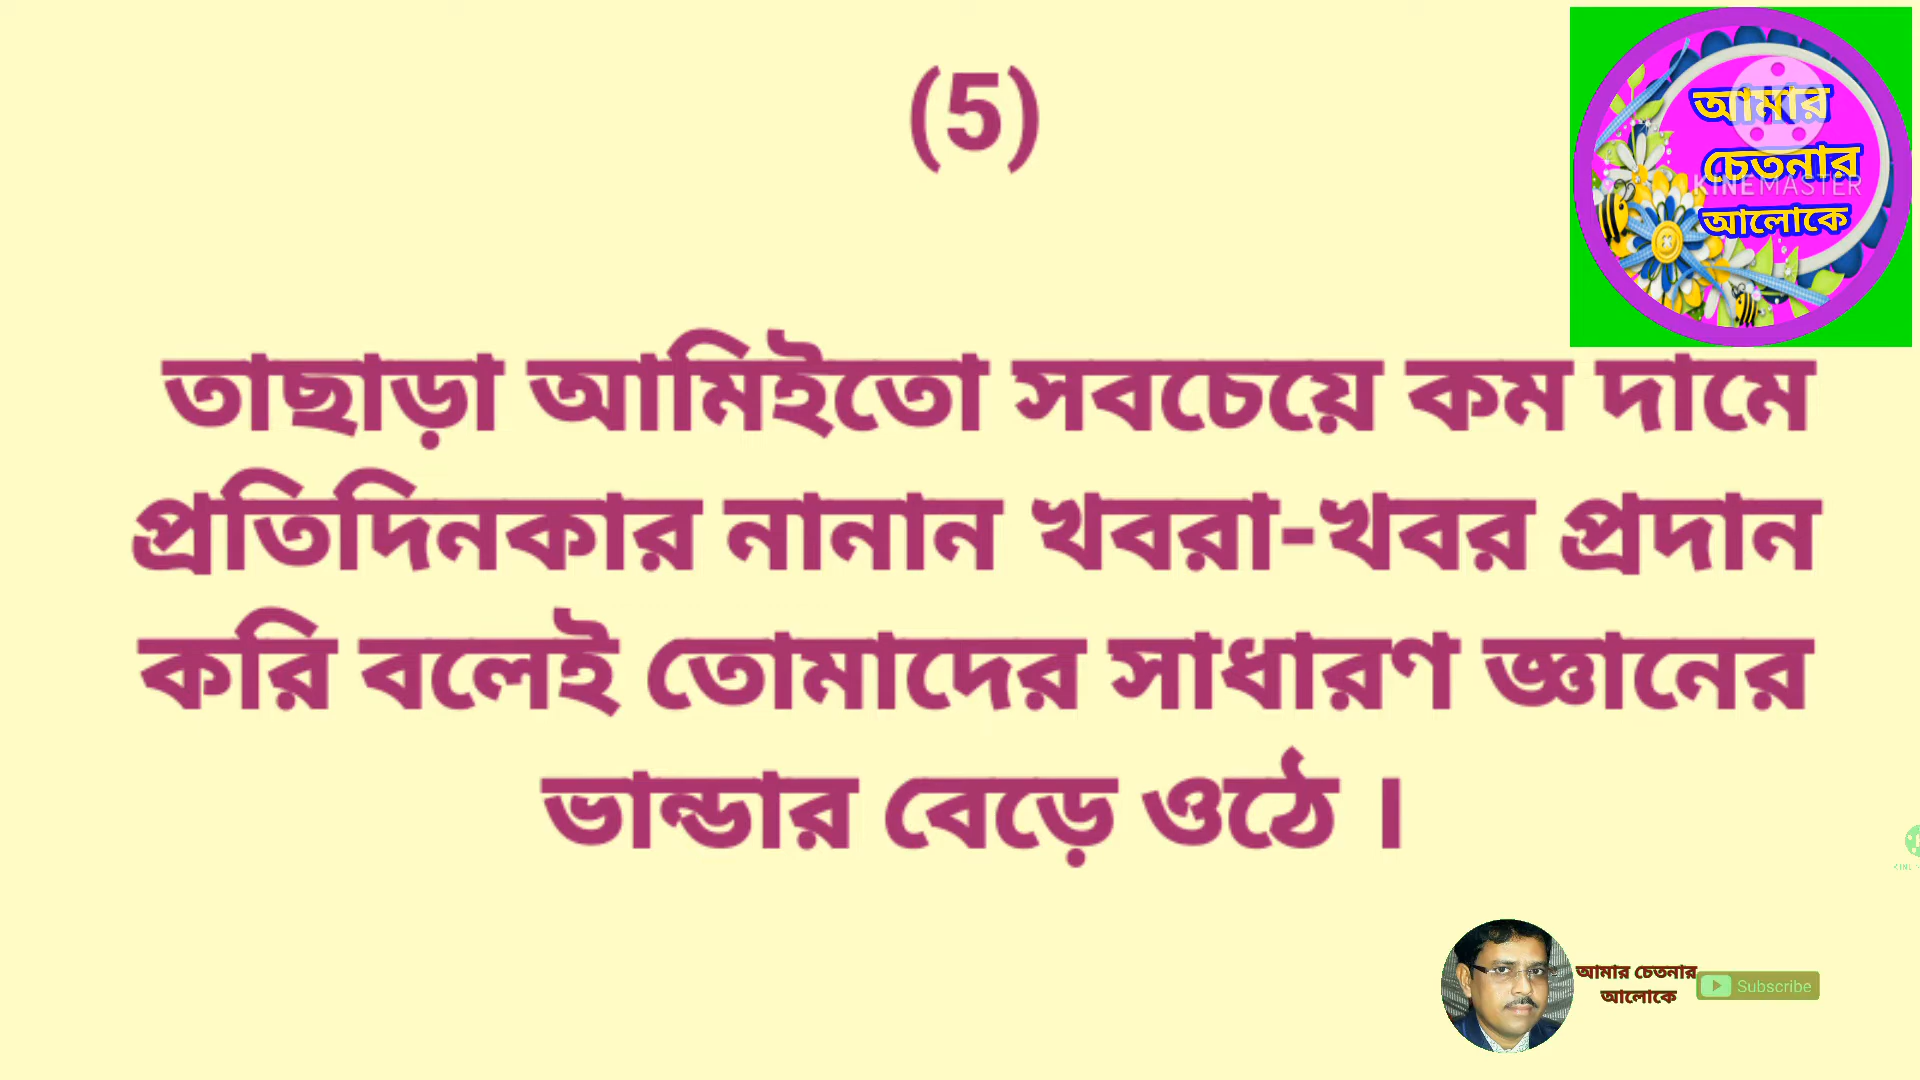 (5)
আমার
চেতনার
আলোকে
KINEMASTER
তাছাড়া আমিইতো সবচেয়ে কম দামে
প্রতিদিনকার নানান খবরা-খবর প্রদান
করি বলেই তোমাদের সাধারণ জ্ঞানের
ভান্ডার বেড়ে ওঠে ।
আমার চেতনার
আলোকে
Subscribe